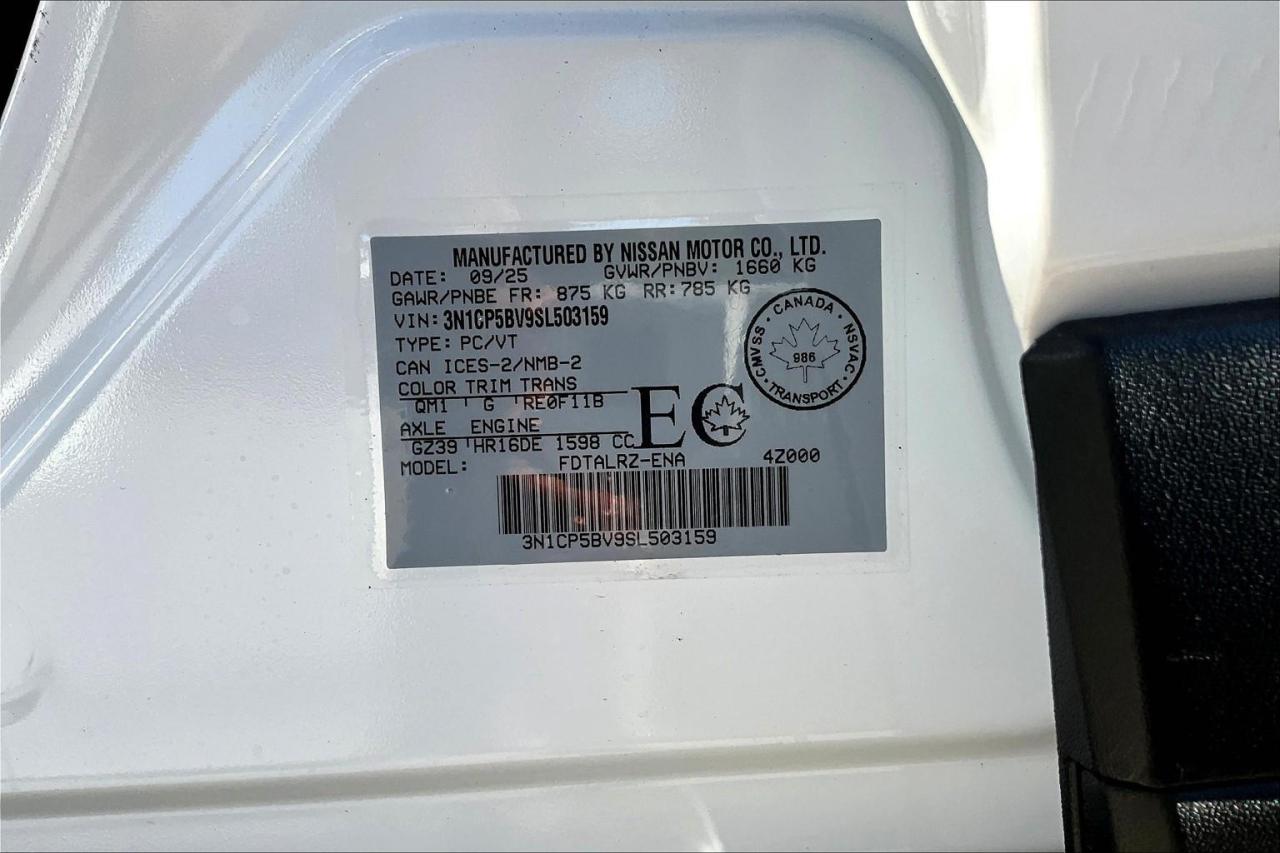 MANUFACTURED BY NISSAN MOTOR CO., LTD.
DATE: 09/25 GVWR/PNBV: 1660 KG
GAWR/PNBE FR: 875 KG RR:785 KG
VIN: 3N1CP5BV9SL503159
TYPE: PC/VT
CAN ICES-2/NMB-2
COLOR TRIM TRANS
QM1 G RE0F11B
AXLE ENGINE
GZ39 HR16DE 1598 CC
MODEL: FDTALRZ-ENA 4Z000
3N1CP5BV9SL503159
EC
CANADA
CMVSS · NSVAC
986
TRANSPORT